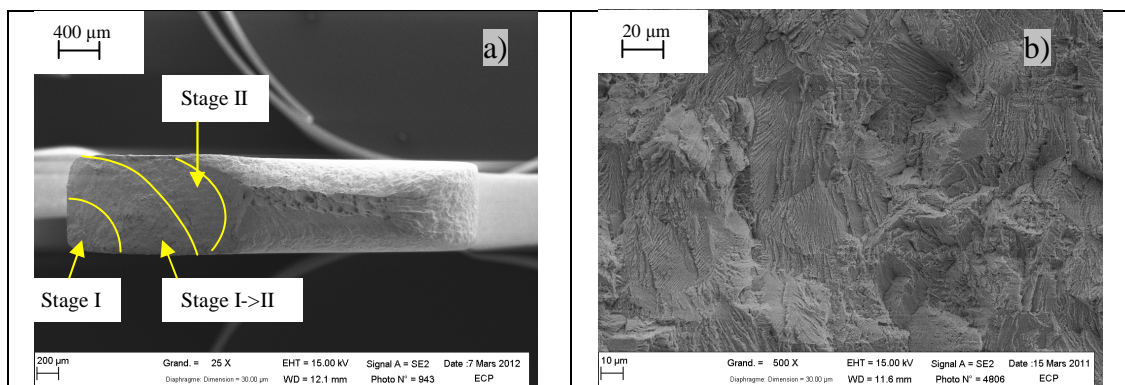 400 µm
a)
Stage II
Stage I
Stage I->II
200 µm
Grand. = 25 X
EHT = 15.00 kV
Signal A = SE2
Date :7 Mars 2012
Diaphragme: Dimension = 30.00 µm
WD = 12.1 mm
Photo N° = 943
ECP
20 µm
b)
10 µm
Grand. = 500 X
EHT = 15.00 kV
Signal A = SE2
Date :15 Mars 2011
Diaphragme: Dimension = 30.00 µm
WD = 11.6 mm
Photo N° = 4806
ECP